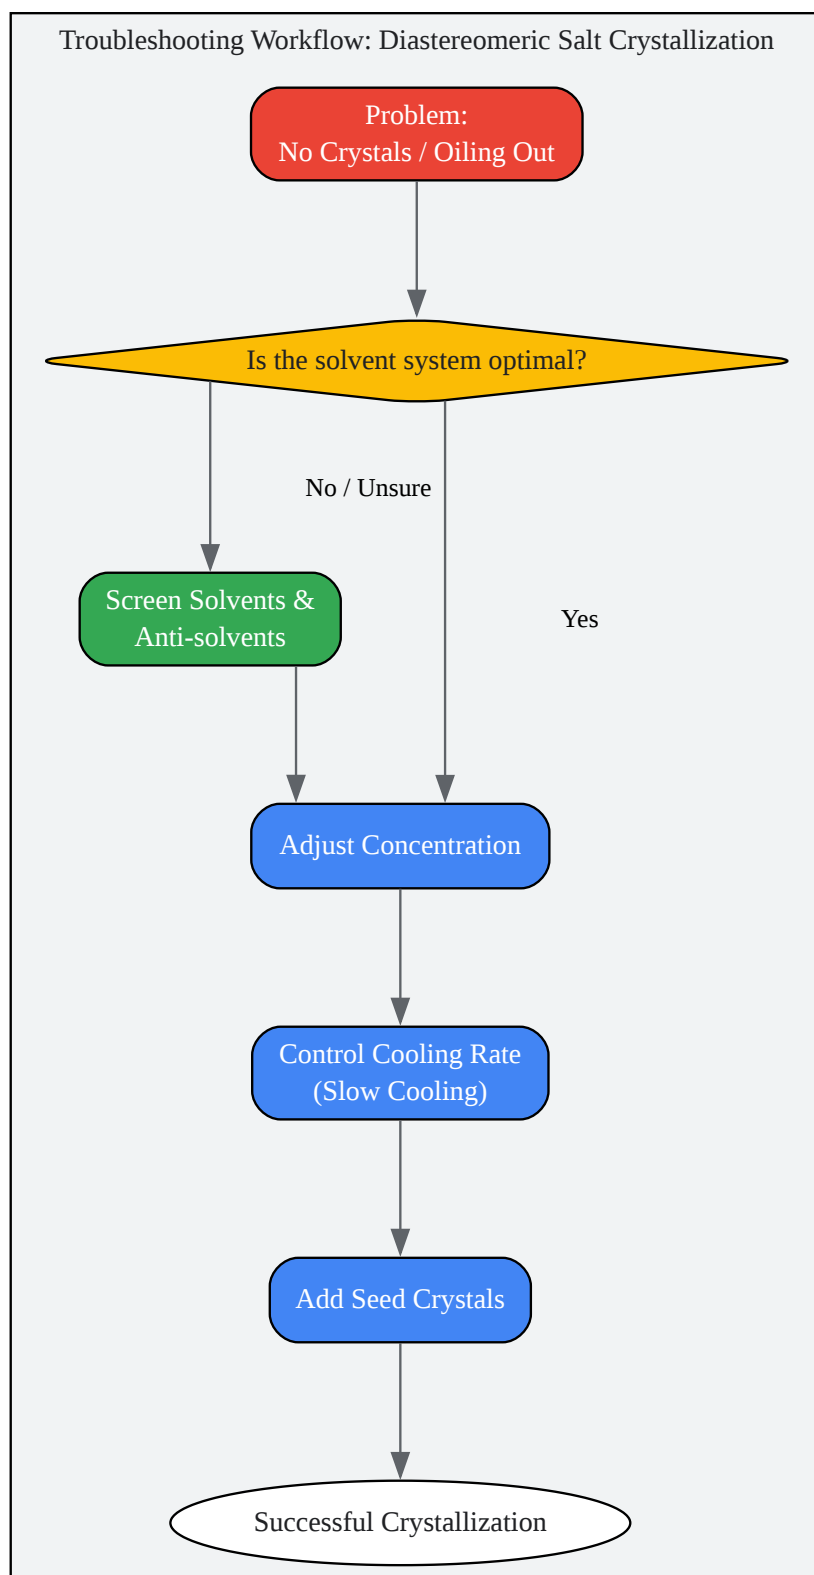 Troubleshooting Workflow: Diastereomeric Salt Crystallization
Problem:
No Crystals / Oiling Out
Is the solvent system optimal?
No / Unsure
Screen Solvents &
Anti-solvents
Yes
Adjust Concentration
Control Cooling Rate
(Slow Cooling)
Add Seed Crystals
Successful Crystallization